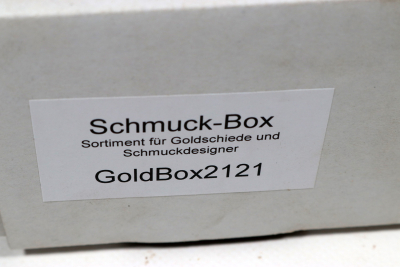 Schmuck-Box
Sortiment für Goldschiede und
Schmuckdesigner
GoldBox2121